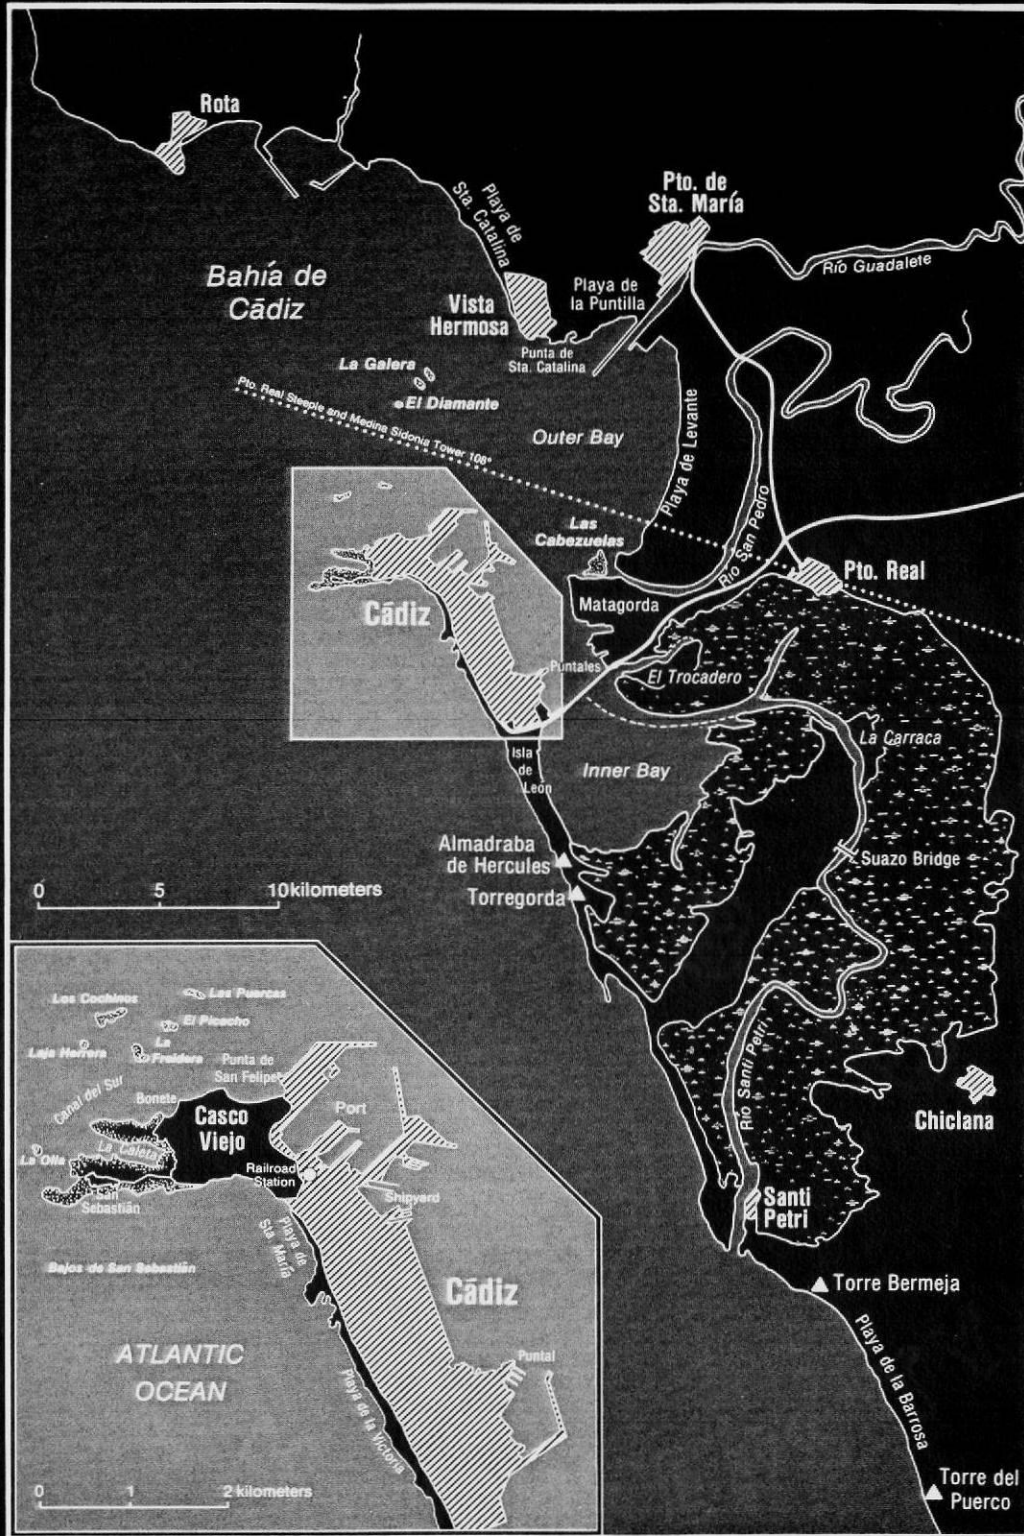 Rota
Pto. de
Sta. María
Playa de
Sta. Catalina
Río Guadalete
Bahía de
Cãdiz
Vista
Hermosa
Playa de
la Puntilla
Punta de
Sta. Catalina
La Galera
El Diamante
Pto. Real Steeple and Medina Sidonia Tower 108°
Outer Bay
Playa de Levante
Río San Pedro
Las
Cabezuelas
Pto. Real
Matagorda
Cádiz
Puntales
El Trocadero
La Carraca
Isla
de
León
Inner Bay
Almadraba
de Hercules
Suazo Bridge
Torregorda
0 5 10 kilometers
Río Santi Petri
Chiclana
Santi
Petri
Torre Bermeja
Playa de la Barrosa
Torre del
Puerco
Los Cochinos
Las Puercas
El Picacho
Laja Herrera
La
Freidera
Punta de
San Felipe
Canal del Sur
Bonete
Casco
Viejo
Port
La Caleta
La Olla
Railroad
Station
San
Sebastián
Shipyard
Playa de
Sta. María
Bajos de San Sebastián
Cádiz
ATLANTIC
OCEAN
Puntal
Playa de la Victoria
0 1 2 kilometers